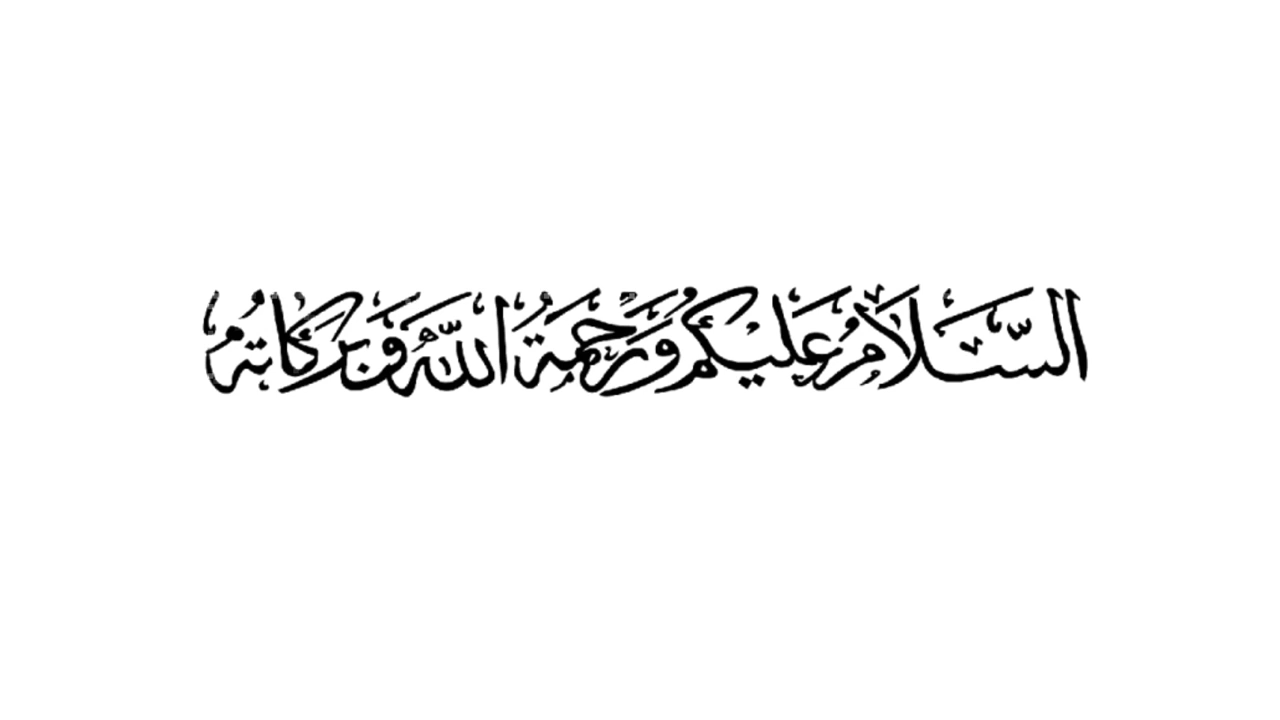 السَّلَامُ عَلَيْكُم وَرَحْمَةُ اللَّهِ وَبَرَكَاتُهُ